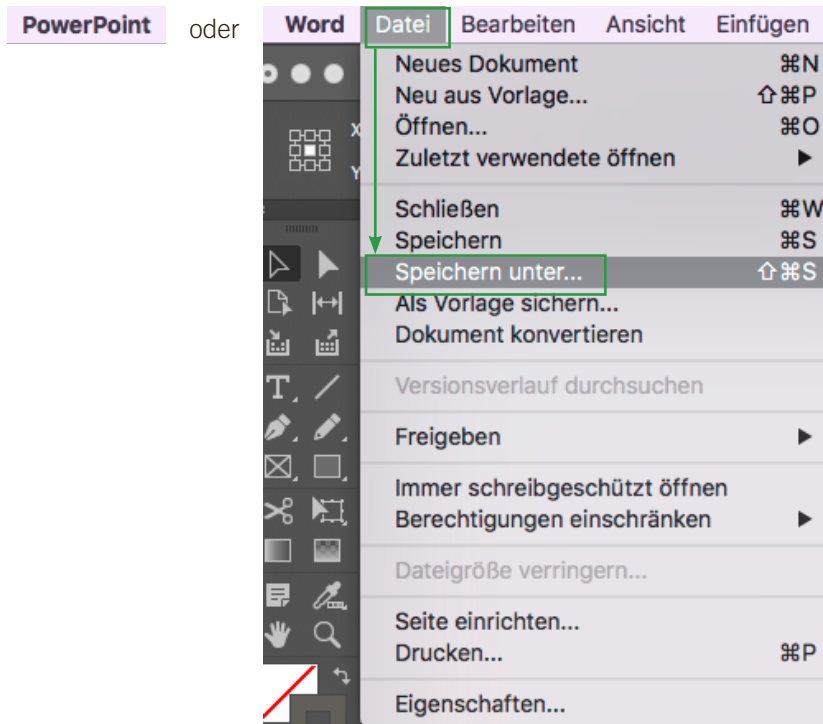 PowerPoint oder Word Datei Bearbeiten Ansicht Einfügen
Neues Dokument ⌘N
Neu aus Vorlage... ⇧⌘P
Öffnen... ⌘O
Zuletzt verwendete öffnen ▶
Schließen ⌘W
Speichern ⌘S
Speichern unter... ⇧⌘S
Als Vorlage sichern...
Dokument konvertieren
Versionsverlauf durchsuchen
Freigeben ▶
Immer schreibgeschützt öffnen
Berechtigungen einschränken ▶
Dateigröße verringern...
Seite einrichten...
Drucken... ⌘P
Eigenschaften...
X
Y
T